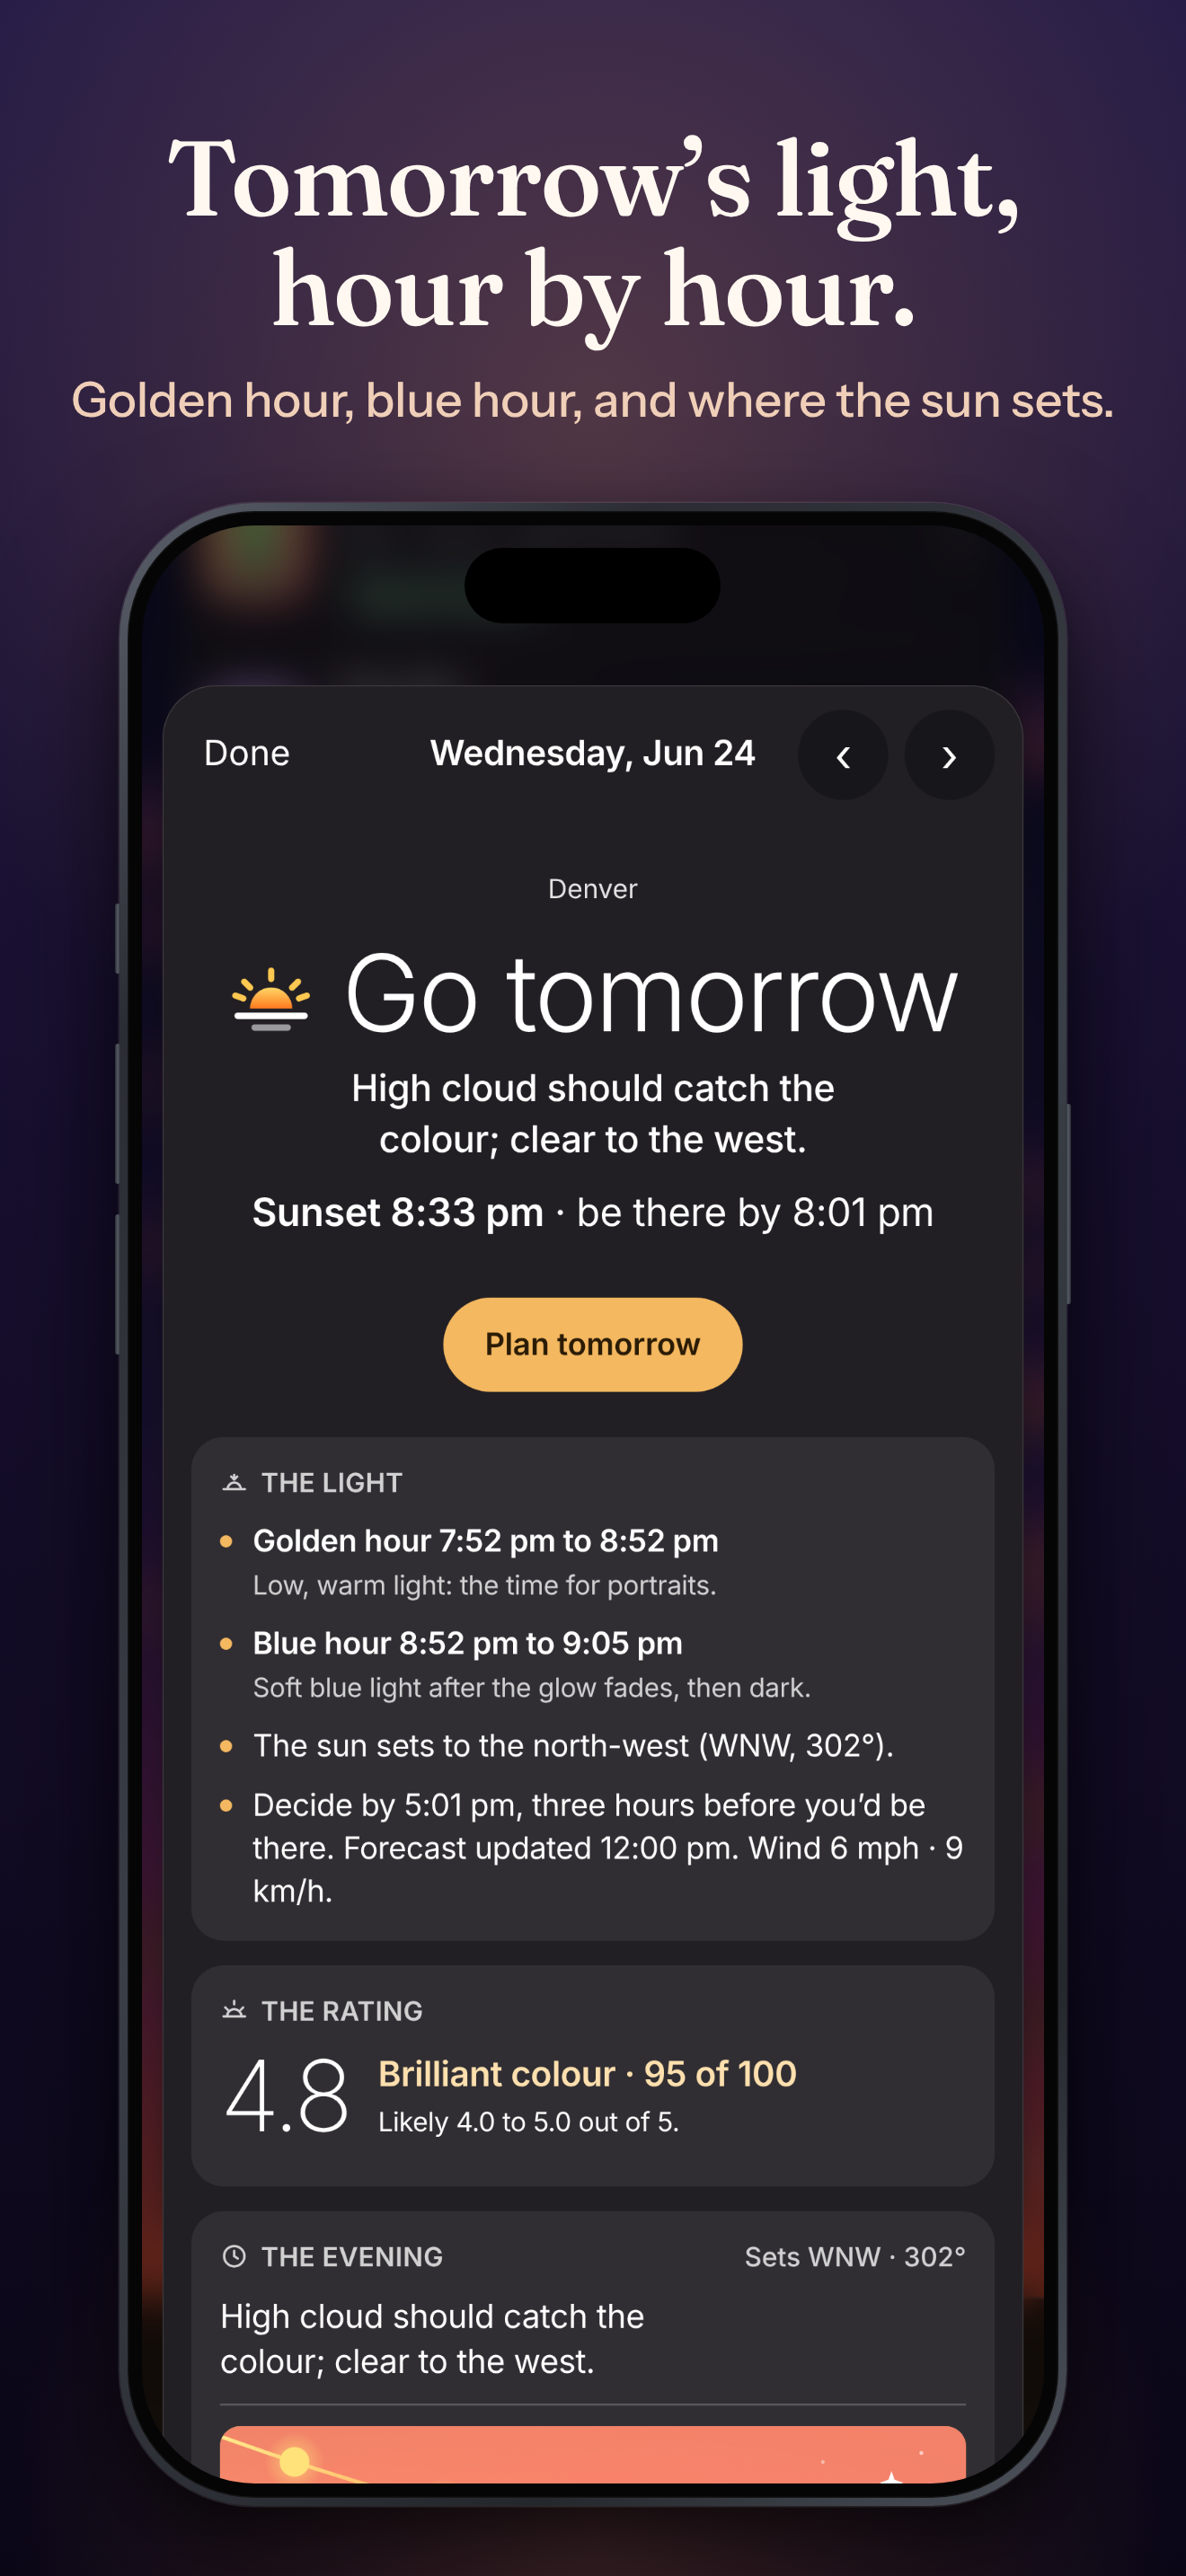 Tomorrow’s light,
hour by hour.
Golden hour, blue hour, and where the sun sets.
Done
Wednesday, Jun 24
‹ ›
Denver
Go tomorrow
High cloud should catch the
colour; clear to the west.
Sunset 8:33 pm · be there by 8:01 pm
Plan tomorrow
THE LIGHT
Golden hour 7:52 pm to 8:52 pm
Low, warm light: the time for portraits.
Blue hour 8:52 pm to 9:05 pm
Soft blue light after the glow fades, then dark.
The sun sets to the north-west (WNW, 302°).
Decide by 5:01 pm, three hours before you’d be
there. Forecast updated 12:00 pm. Wind 6 mph · 9
km/h.
THE RATING
4.8
Brilliant colour · 95 of 100
Likely 4.0 to 5.0 out of 5.
THE EVENING
Sets WNW · 302°
High cloud should catch the
colour; clear to the west.